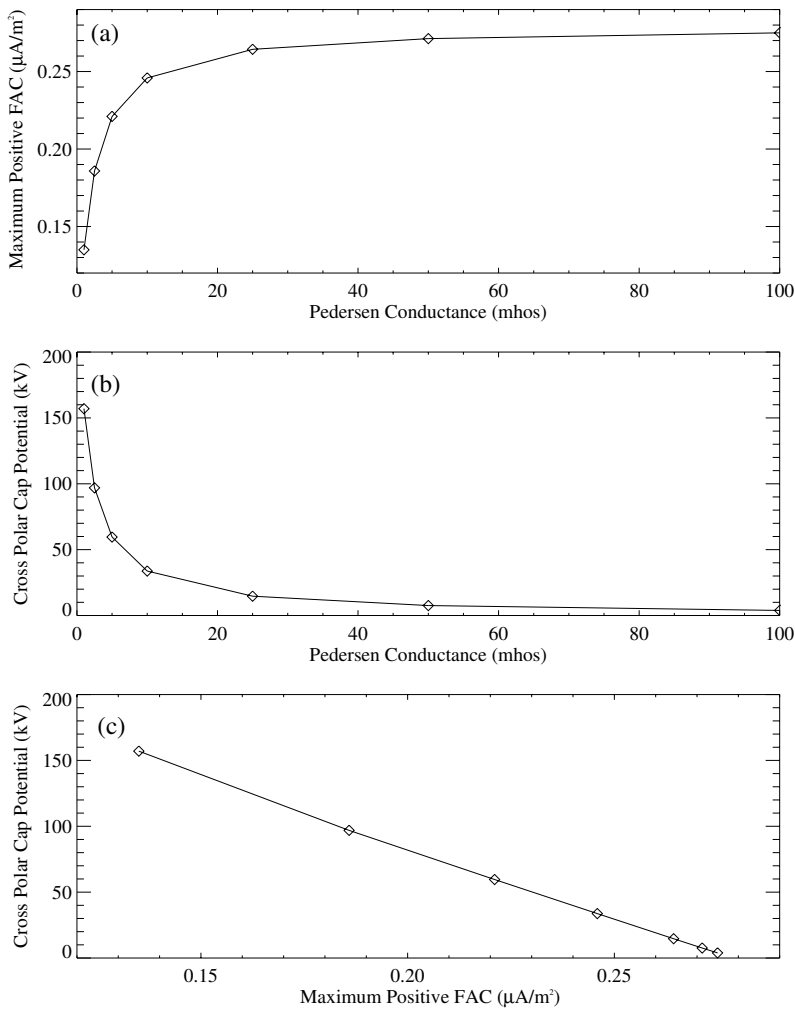 (a)
Maximum Positive FAC (μA/m²)
0.25
0.20
0.15
0 20 40 60 80 100
Pedersen Conductance (mhos)
(b)
Cross Polar Cap Potential (kV)
200
150
100
50
0
0 20 40 60 80 100
Pedersen Conductance (mhos)
(c)
Cross Polar Cap Potential (kV)
200
150
100
50
0
0.15 0.20 0.25
Maximum Positive FAC (μA/m²)